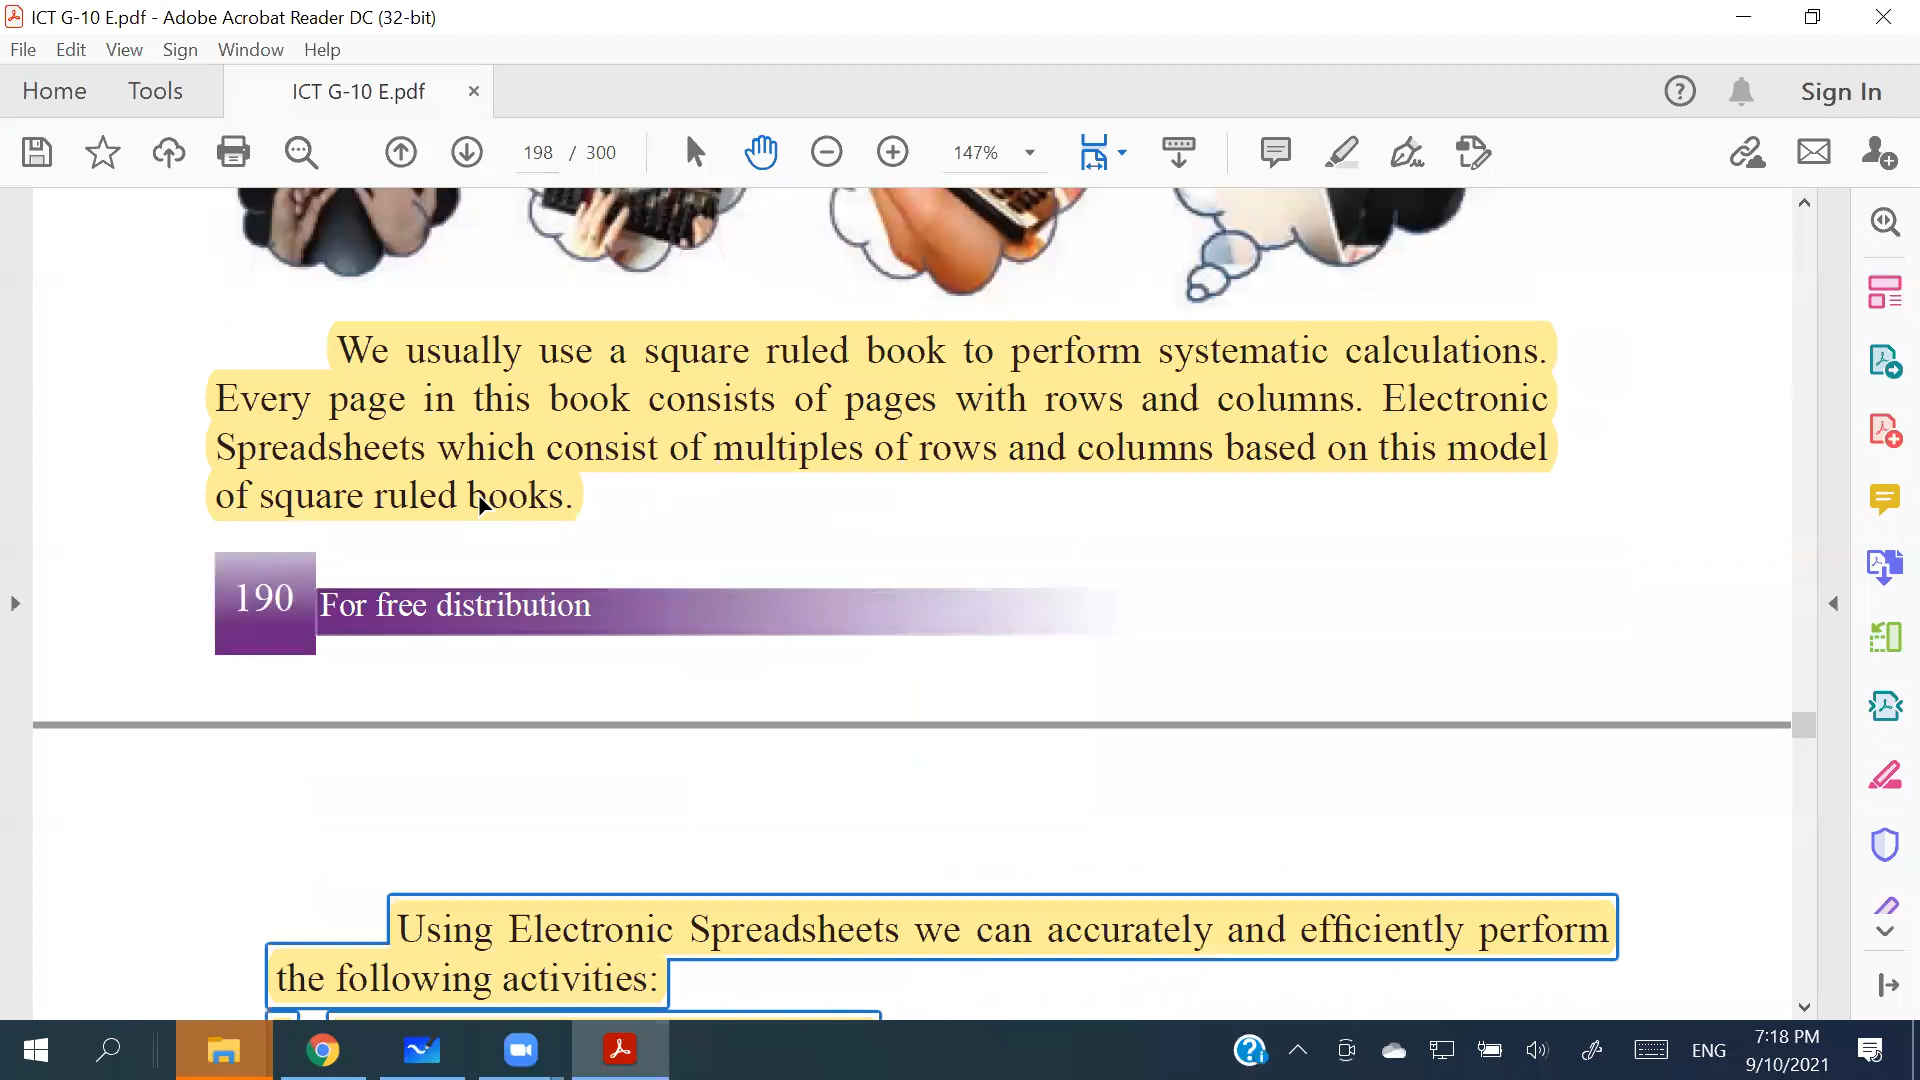 ICT G-10 E.pdf - Adobe Acrobat Reader DC (32-bit)
File Edit View Sign Window Help
Home Tools ICT G-10 E.pdf × Sign In
198 / 300 147%
We usually use a square ruled book to perform systematic calculations.
Every page in this book consists of pages with rows and columns. Electronic
Spreadsheets which consist of multiples of rows and columns based on this model
of square ruled books.
190 For free distribution
Using Electronic Spreadsheets we can accurately and efficiently perform
the following activities:
ENG 7:18 PM
9/10/2021